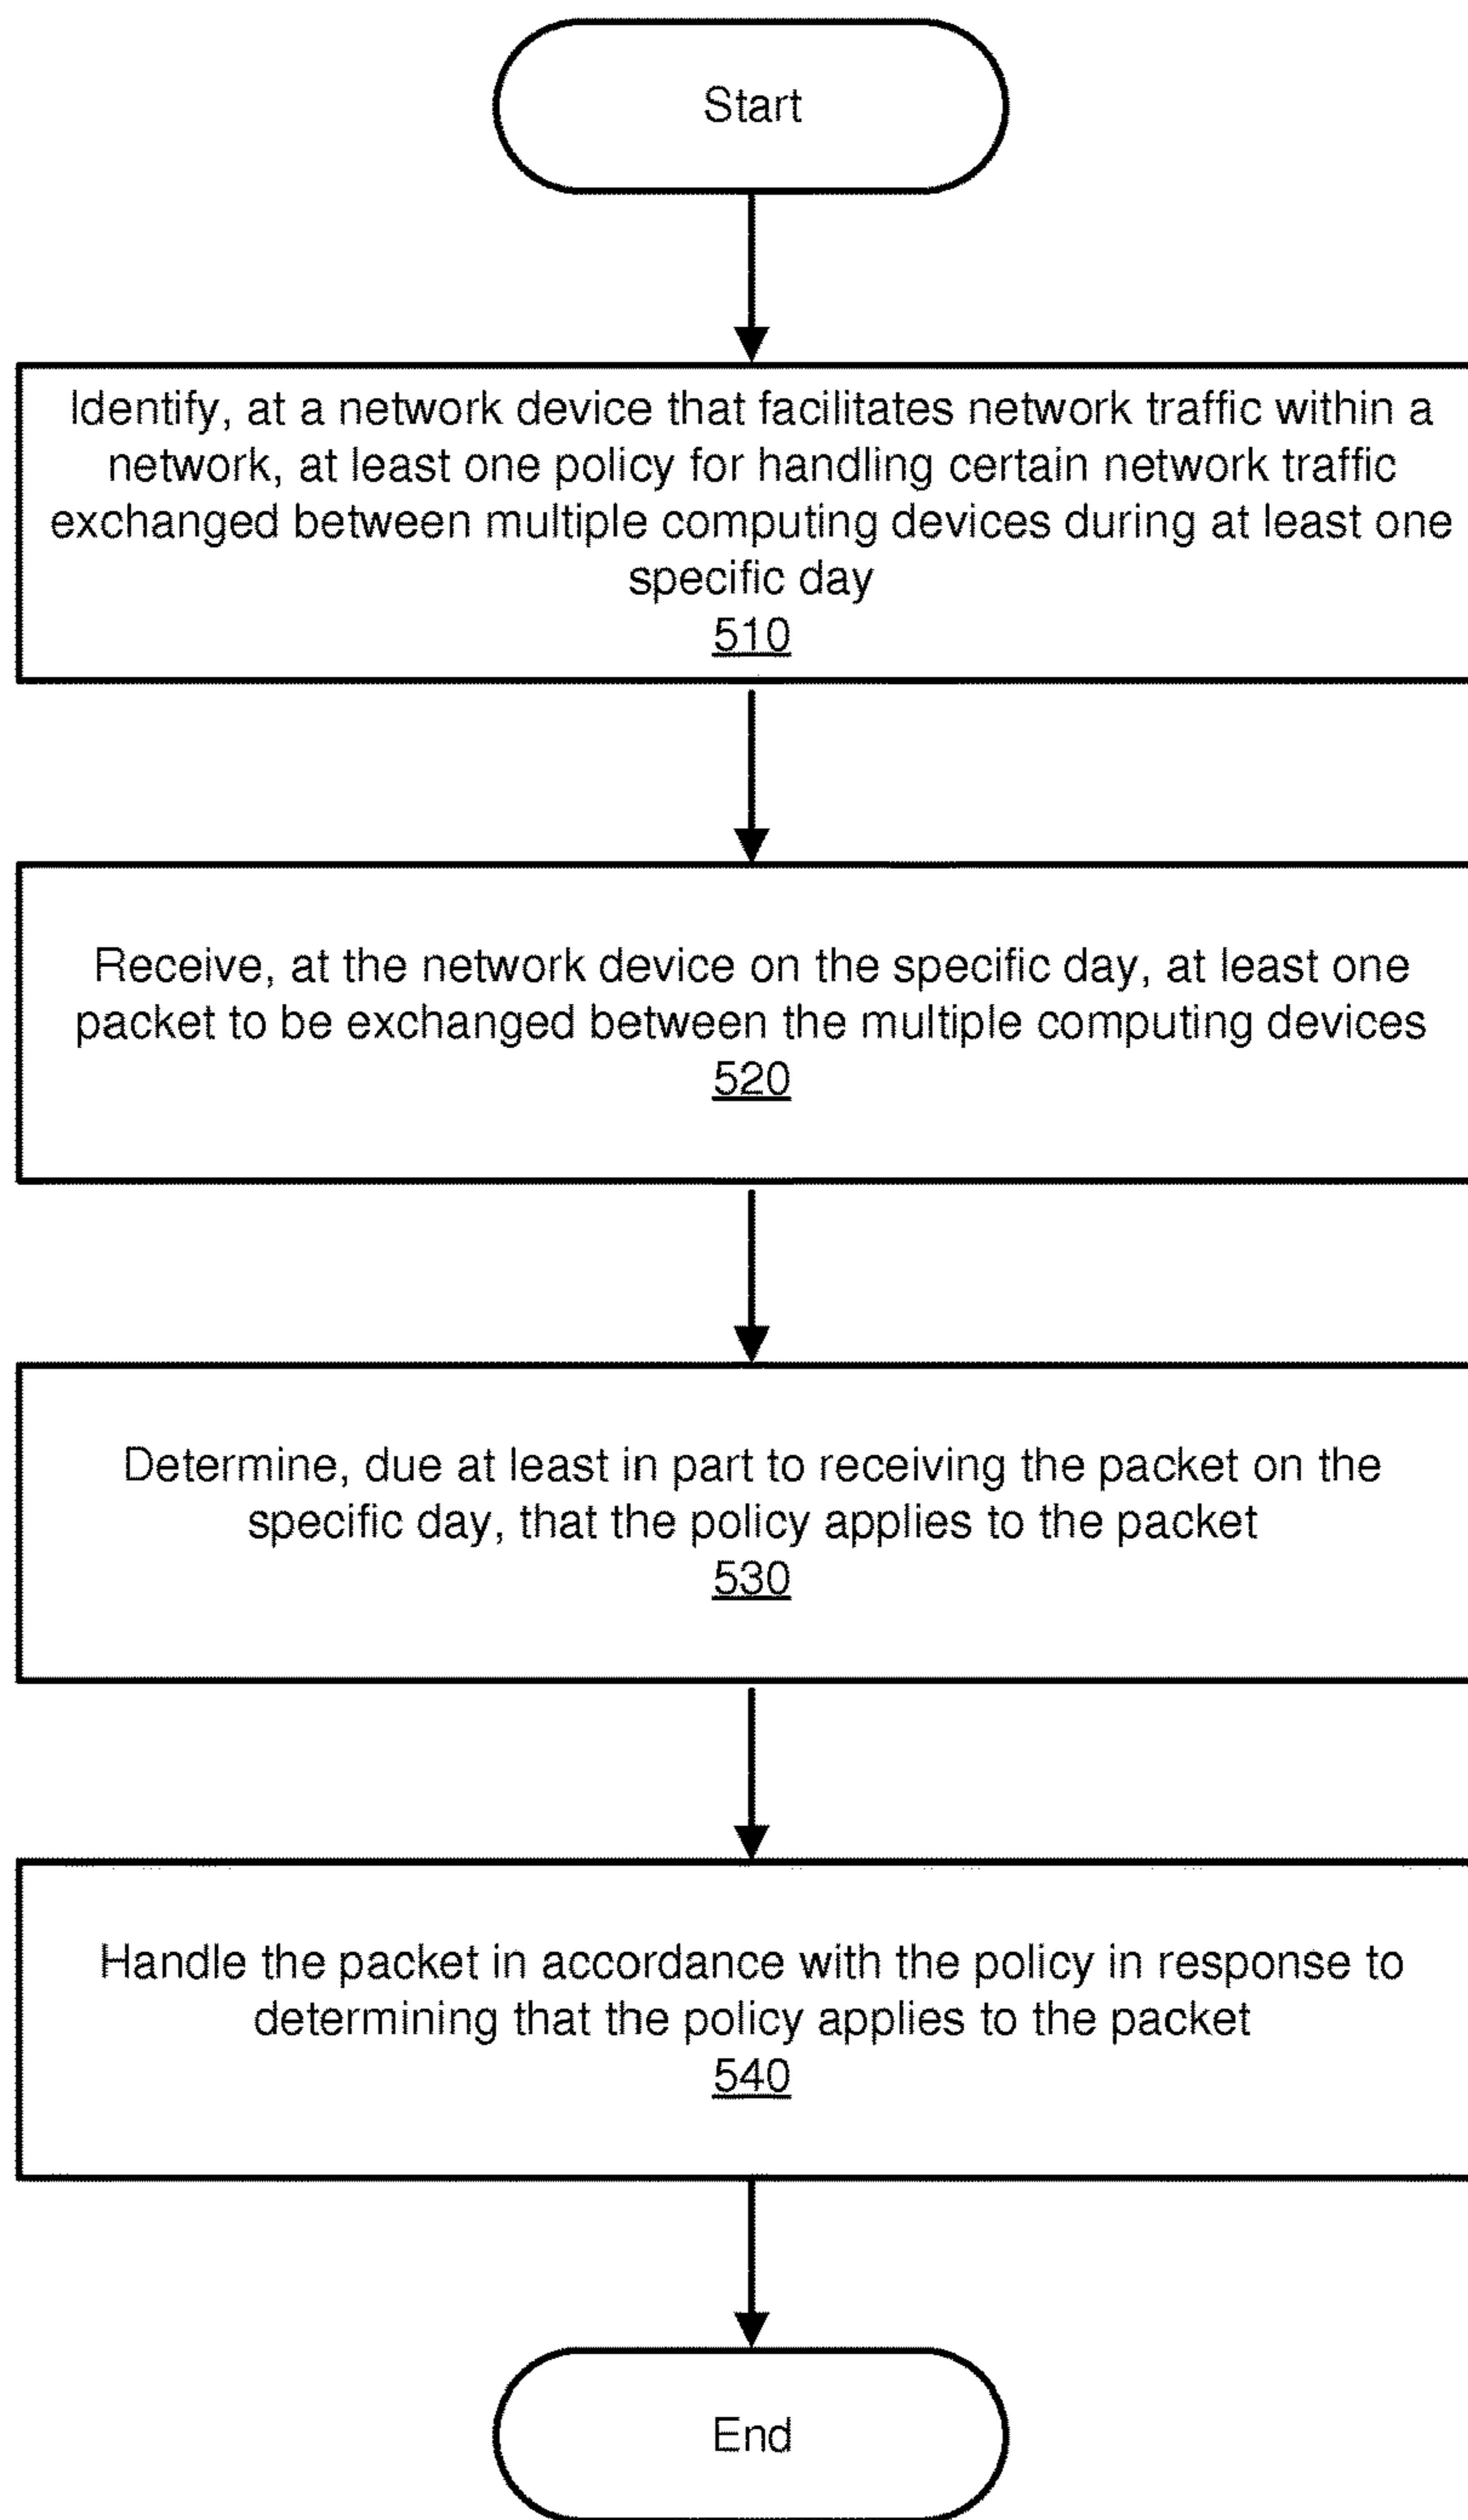 Start
Identify, at a network device that facilitates network traffic within a
network, at least one policy for handling certain network traffic
exchanged between multiple computing devices during at least one
specific day
510
Receive, at the network device on the specific day, at least one
packet to be exchanged between the multiple computing devices
520
Determine, due at least in part to receiving the packet on the
specific day, that the policy applies to the packet
530
Handle the packet in accordance with the policy in response to
determining that the policy applies to the packet
540
End